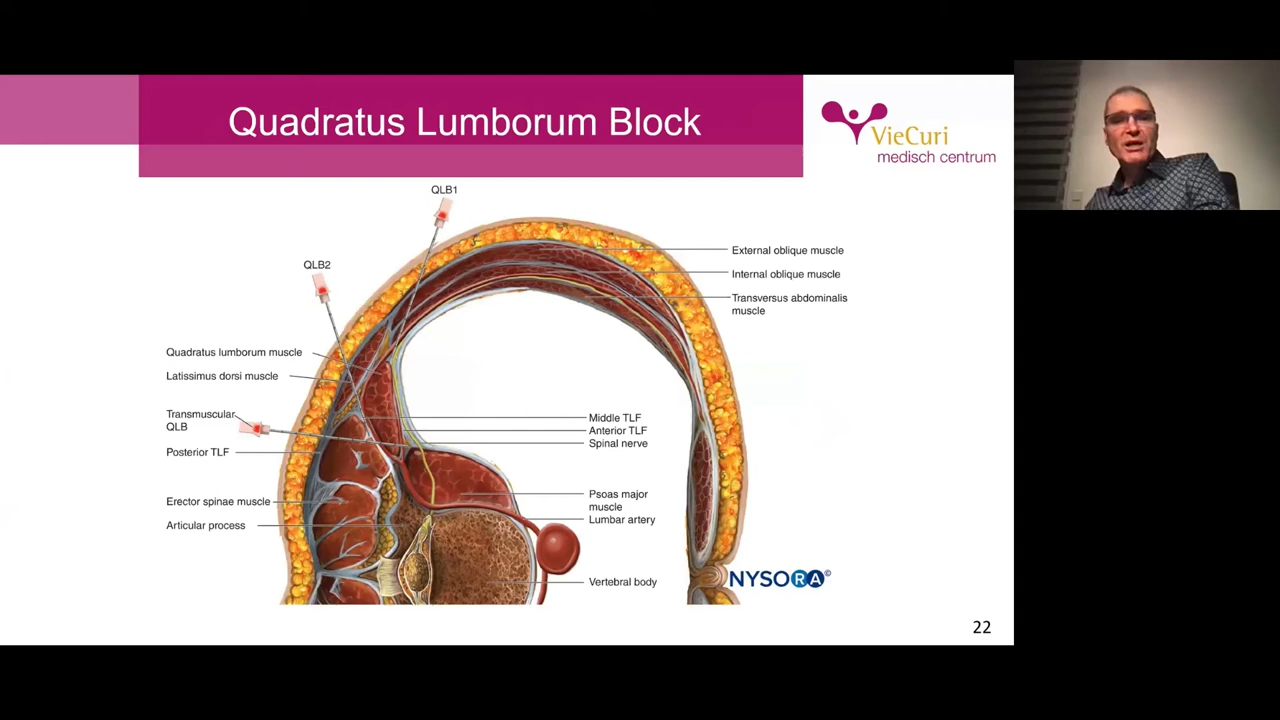 Quadratus Lumborum Block
VieCuri
medisch centrum
QLB1
QLB2
External oblique muscle
Internal oblique muscle
Transversus abdominalis
muscle
Quadratus lumborum muscle
Latissimus dorsi muscle
Transmuscular
QLB
Posterior TLF
Erector spinae muscle
Articular process
Middle TLF
Anterior TLF
Spinal nerve
Psoas major
muscle
Lumbar artery
Vertebral body
NYSORA©
22